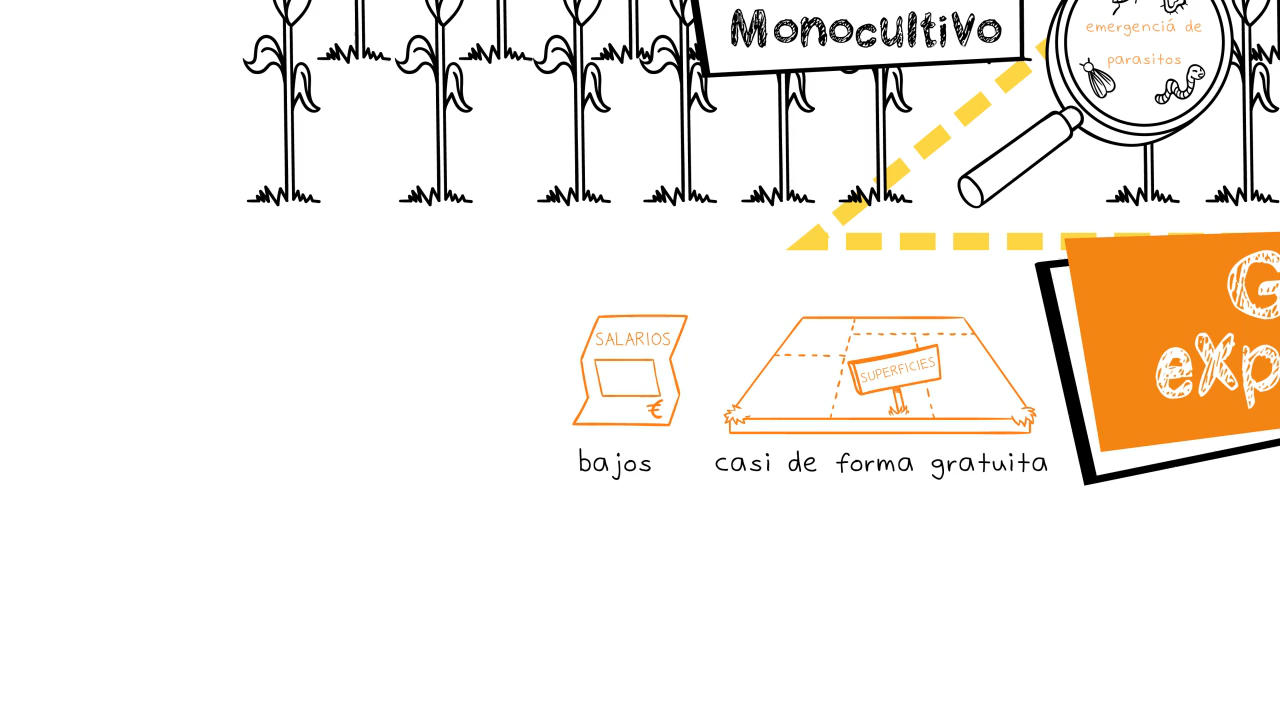 Monocultivo
emergenciá de
parasitos
SALARIOS
€
SUPERFICIES
bajos
casi de forma gratuita